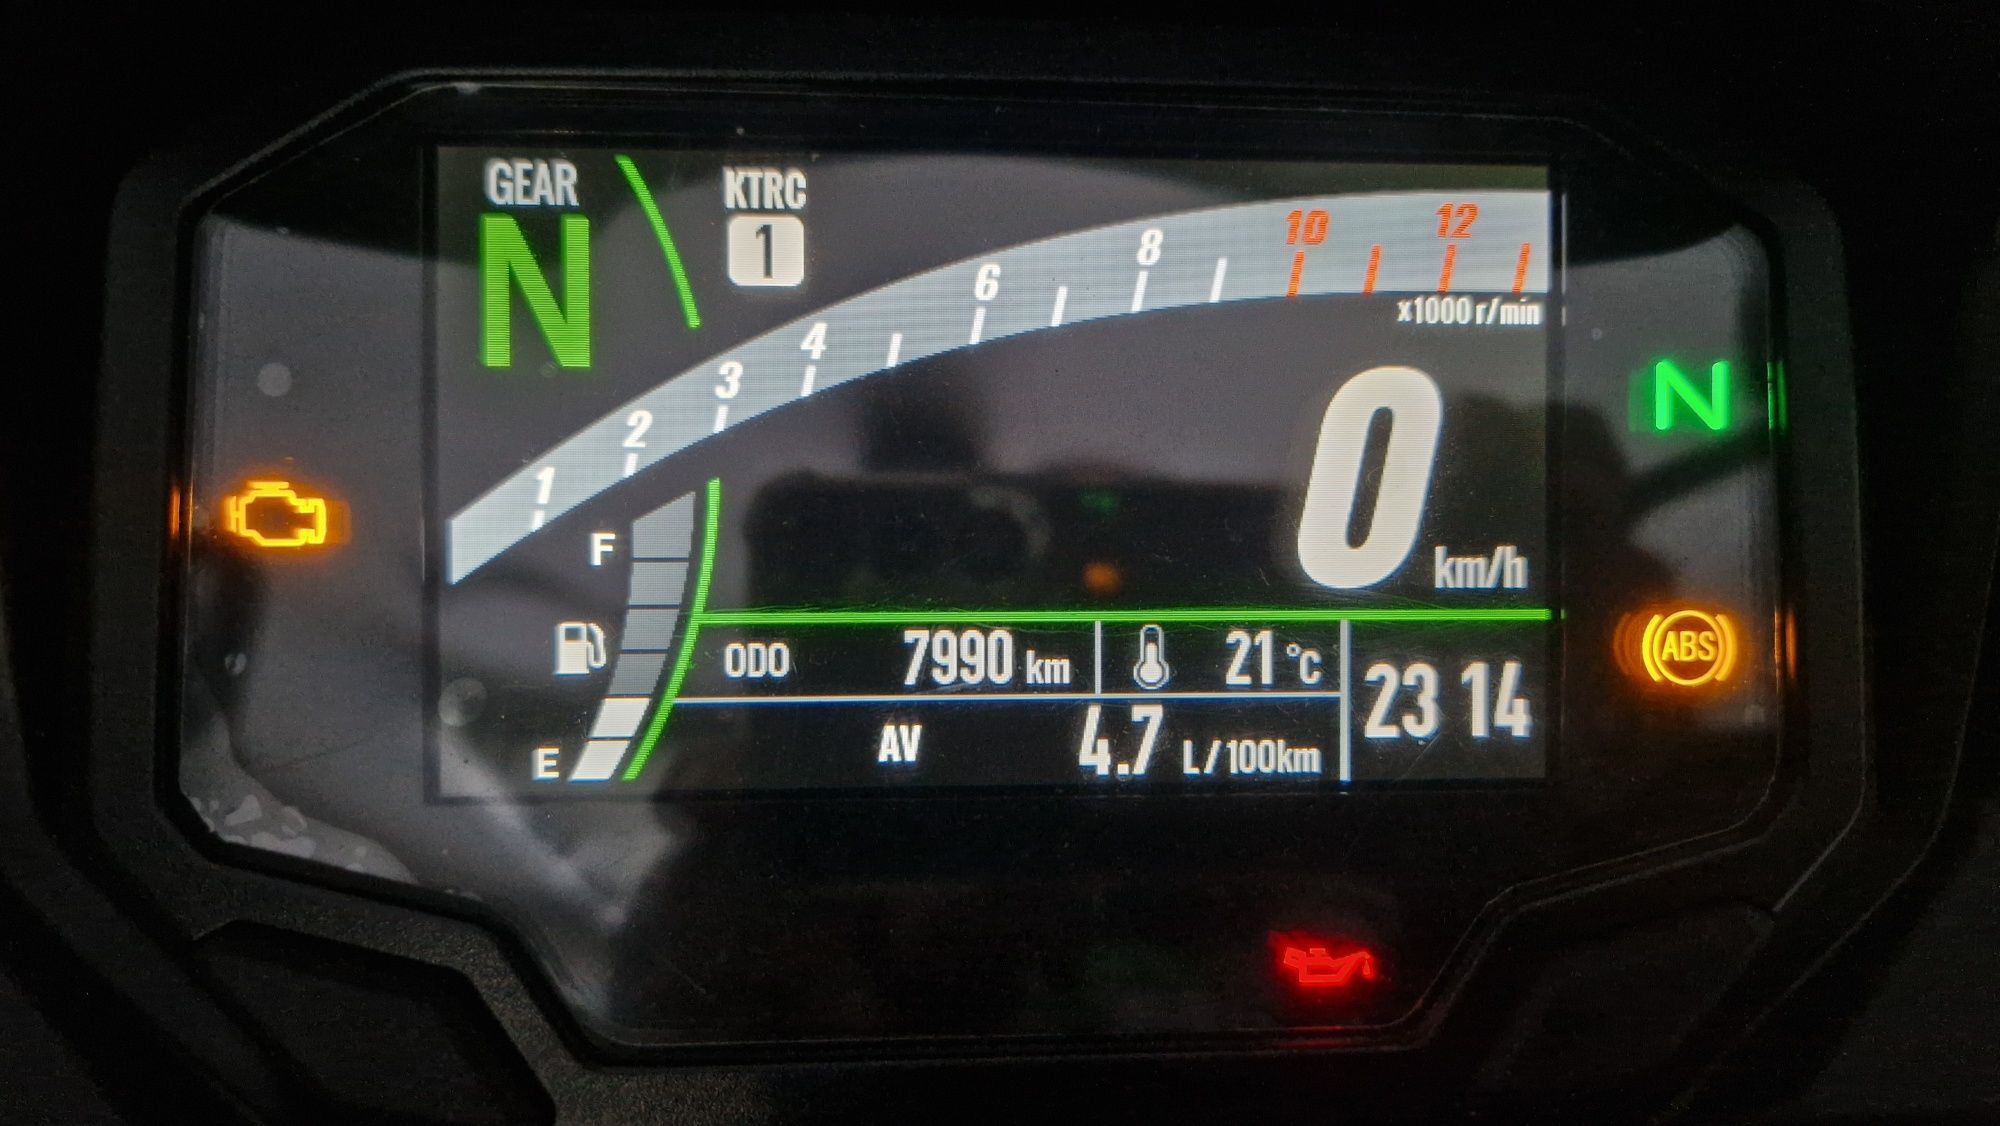 GEAR
N
KTRC
1
1 2 3 4 6 8 10 12
x1000 r/min
0 km/h
N
F
E
ODO 7990 km
21 °C
23 14
AV 4.7 L/100km
ABS